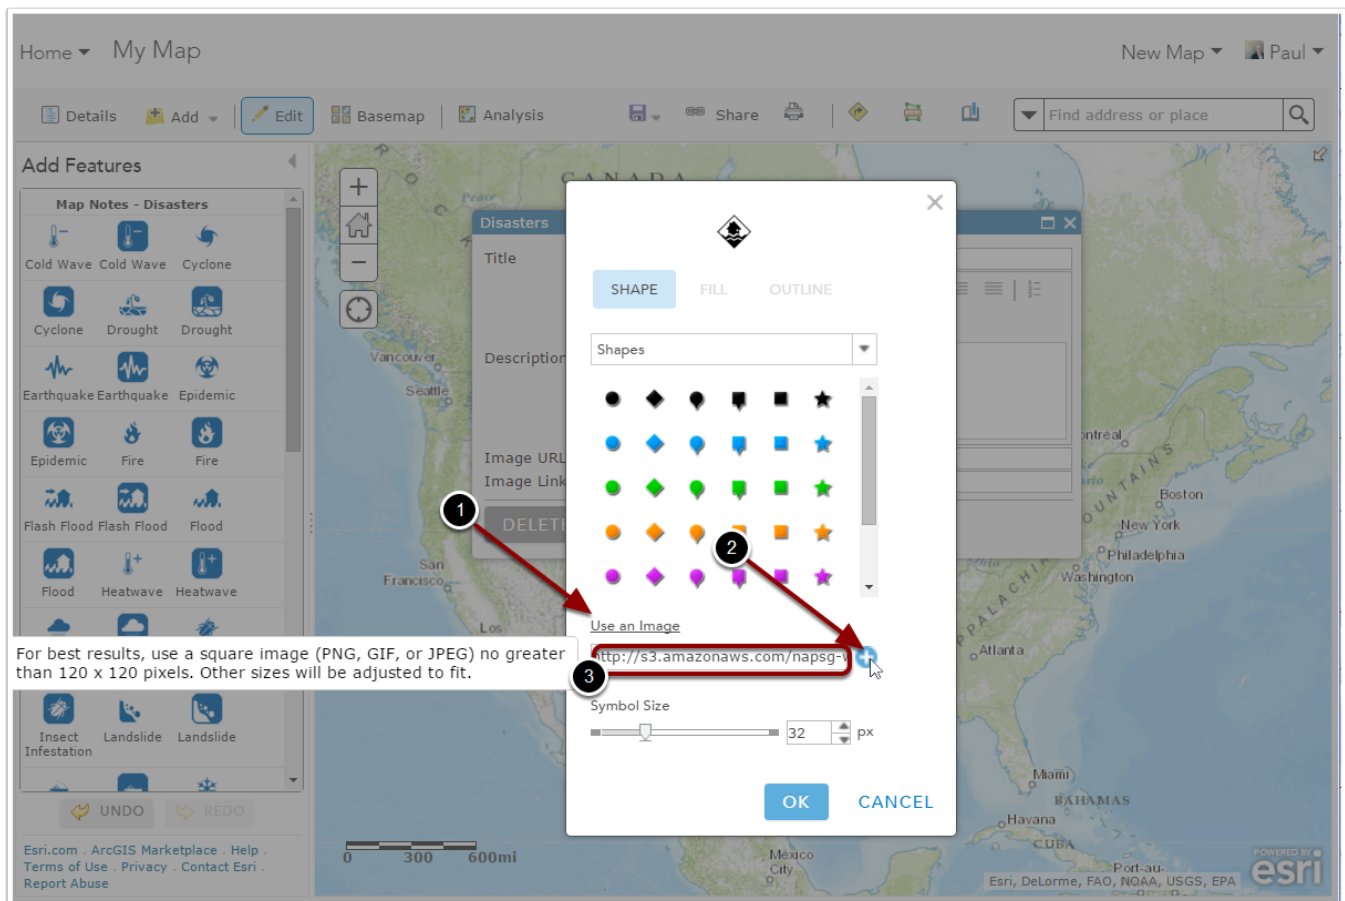 Home My Map New Map Paul
Details Add Edit Basemap Analysis Share Find address or place
Add Features
Map Notes - Disasters
Cold Wave Cold Wave Cyclone
Cyclone Drought Drought
Earthquake Earthquake Epidemic
Epidemic Fire Fire
Flash Flood Flash Flood Flood
Flood Heatwave Heatwave
For best results, use a square image (PNG, GIF, or JPEG) no greater
than 120 x 120 pixels. Other sizes will be adjusted to fit.
Insect Landslide Landslide
Infestation
UNDO REDO
Esri.com . ArcGIS Marketplace . Help .
Terms of Use . Privacy . Contact Esri .
Report Abuse
CANADA
Peace
Vancouver
Seattle
San
Francisco
Los
0 300 600mi
Disasters
Title
Description
Image URL
Image Link
DELETE
SHAPE FILL OUTLINE
Shapes
1
2
Use an Image
http://s3.amazonaws.com/napsg-w
3
Symbol Size
32 px
OK CANCEL
Boston
New York
Philadelphia
Washington
Atlanta
Miami
BAHAMAS
Havana
CUBA
México
City
Port-au-
POWERED BY
esri
Esri, DeLorme, FAO, NOAA, USGS, EPA